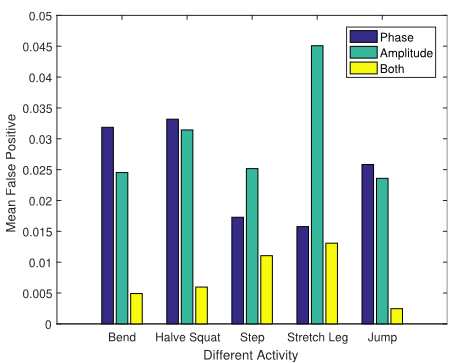 0.05
0.045
0.04
0.035
0.03
0.025
0.02
0.015
0.01
0.005
0
Mean False Positive
Phase
Amplitude
Both
Bend Halve Squat Step Stretch Leg Jump
Different Activity